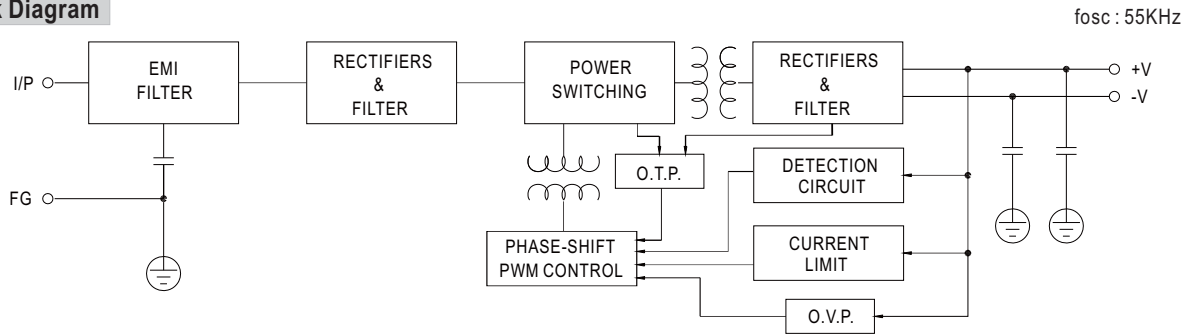 Diagram
fosc : 55KHz
I/P
EMI
FILTER
RECTIFIERS
&
FILTER
POWER
SWITCHING
RECTIFIERS
&
FILTER
+V
-V
O.T.P.
DETECTION
CIRCUIT
FG
PHASE-SHIFT
PWM CONTROL
CURRENT
LIMIT
O.V.P.